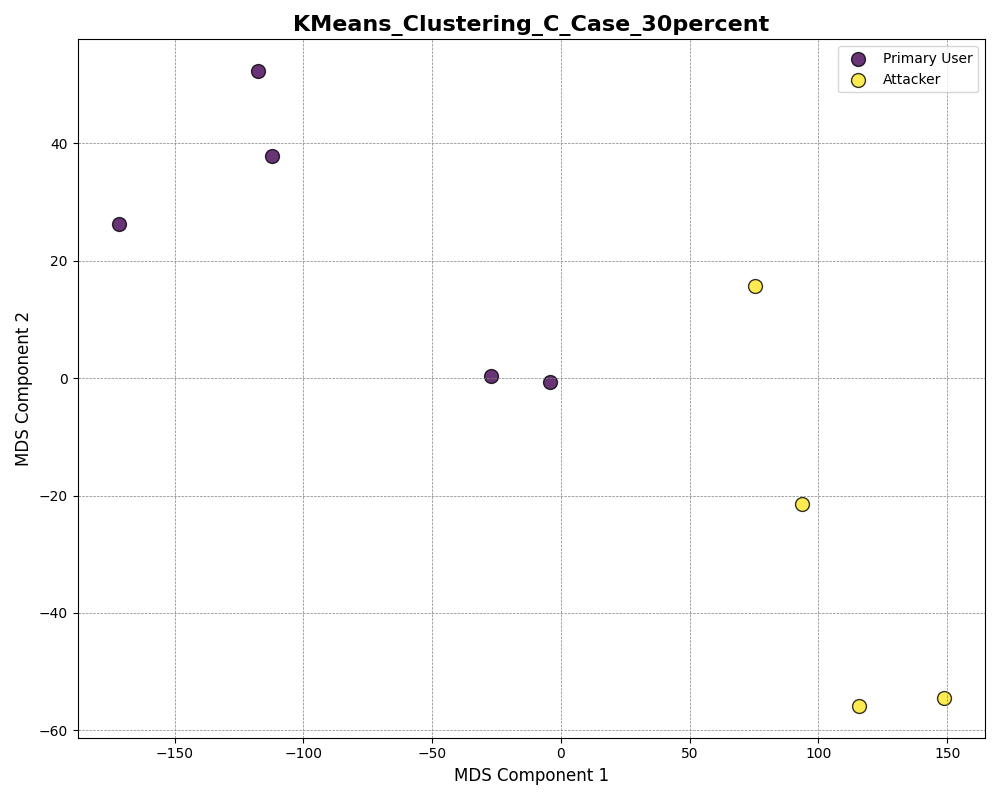 KMeans_Clustering_C_Case_30percent
Primary User
Attacker
MDS Component 2
40
20
0
−20
−40
−60
−150
−100
−50
0
50
100
150
MDS Component 1